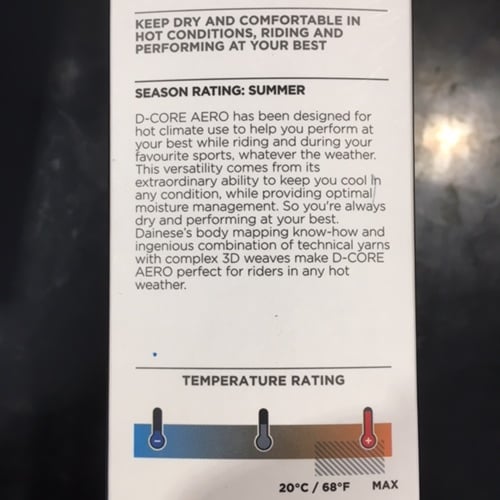 KEEP DRY AND COMFORTABLE IN
HOT CONDITIONS, RIDING AND
PERFORMING AT YOUR BEST
SEASON RATING: SUMMER
D-CORE AERO has been designed for
hot climate use to help you perform at
your best while riding and during your
favourite sports, whatever the weather.
This versatility comes from its
extraordinary ability to keep you cool in
any condition, while providing optimal
moisture management. So you're always
dry and performing at your best.
Dainese's body mapping know-how and
ingenious combination of technical yarns
with complex 3D weaves make D-CORE
AERO perfect for riders in any hot
weather.
TEMPERATURE RATING
20°C / 68°F MAX